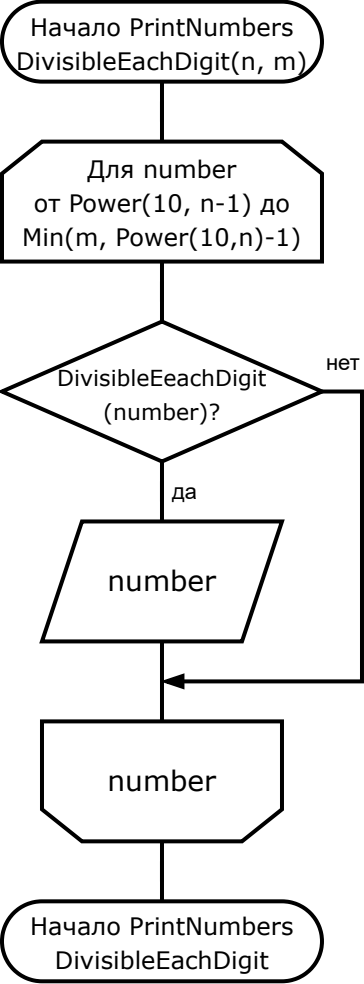 Начало PrintNumbers
DivisibleEachDigit(n, m)
Для number
от Power(10, n-1) до
Min(m, Power(10,n)-1)
DivisibleEeachDigit
(number)?
нет
да
number
number
Начало PrintNumbers
DivisibleEachDigit